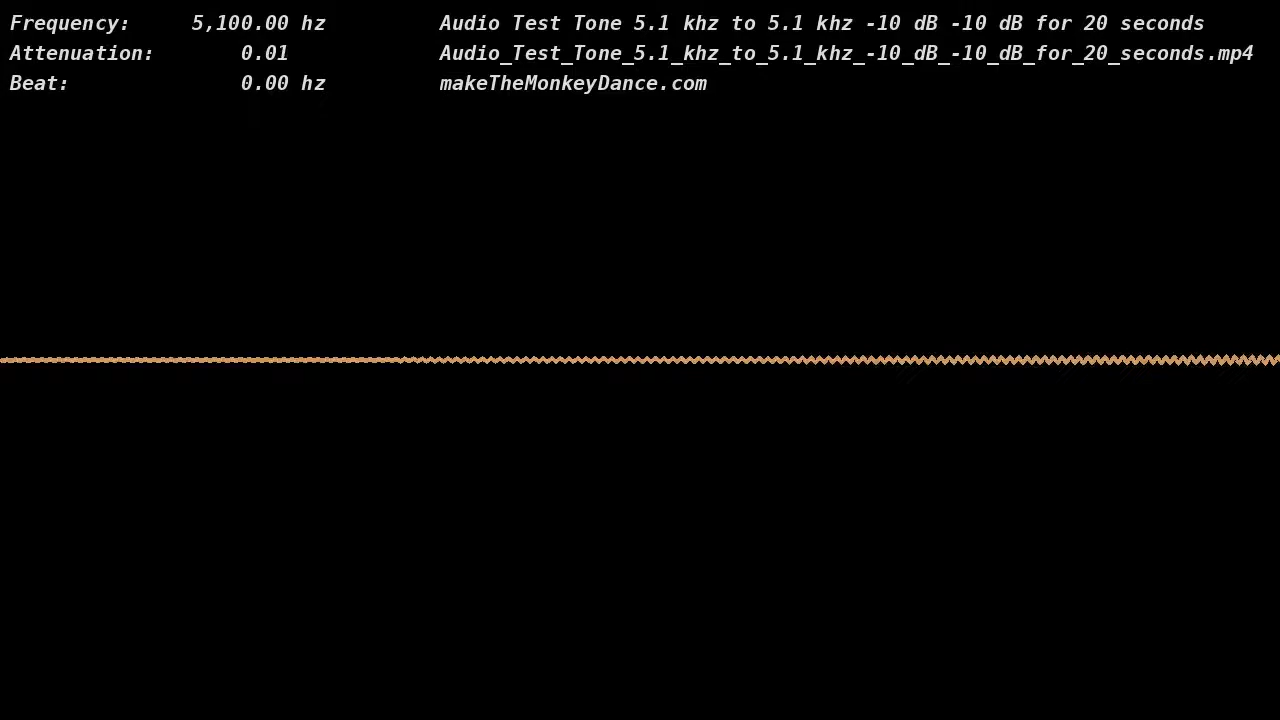 Frequency: 5,100.00 hz Audio Test Tone 5.1 khz to 5.1 khz -10 dB -10 dB for 20 seconds
Attenuation: 0.01 Audio_Test_Tone_5.1_khz_to_5.1_khz_-10_dB_-10_dB_for_20_seconds.mp4
Beat: 0.00 hz makeTheMonkeyDance.com